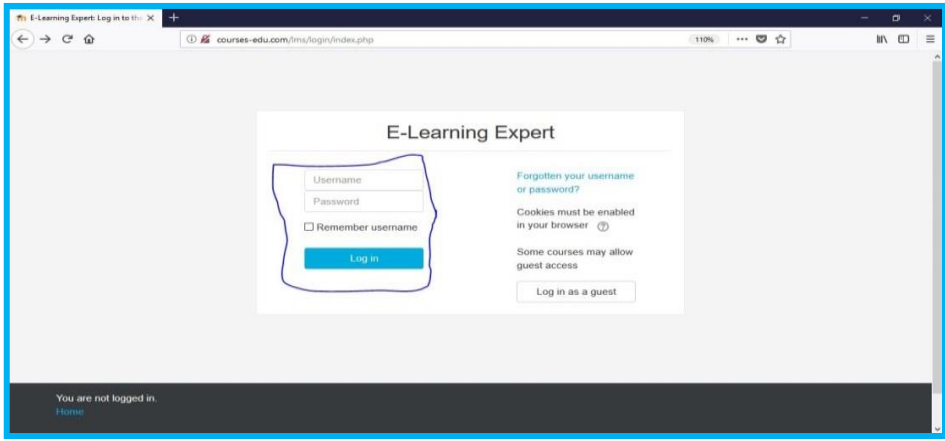 E-Learning Expert: Log in to the
courses-edu.com/lms/login/index.php
110%
E-Learning Expert
Username
Password
Remember username
Log in
Forgotten your username
or password?
Cookies must be enabled
in your browser
Some courses may allow
guest access
Log in as a guest
You are not logged in.
Home